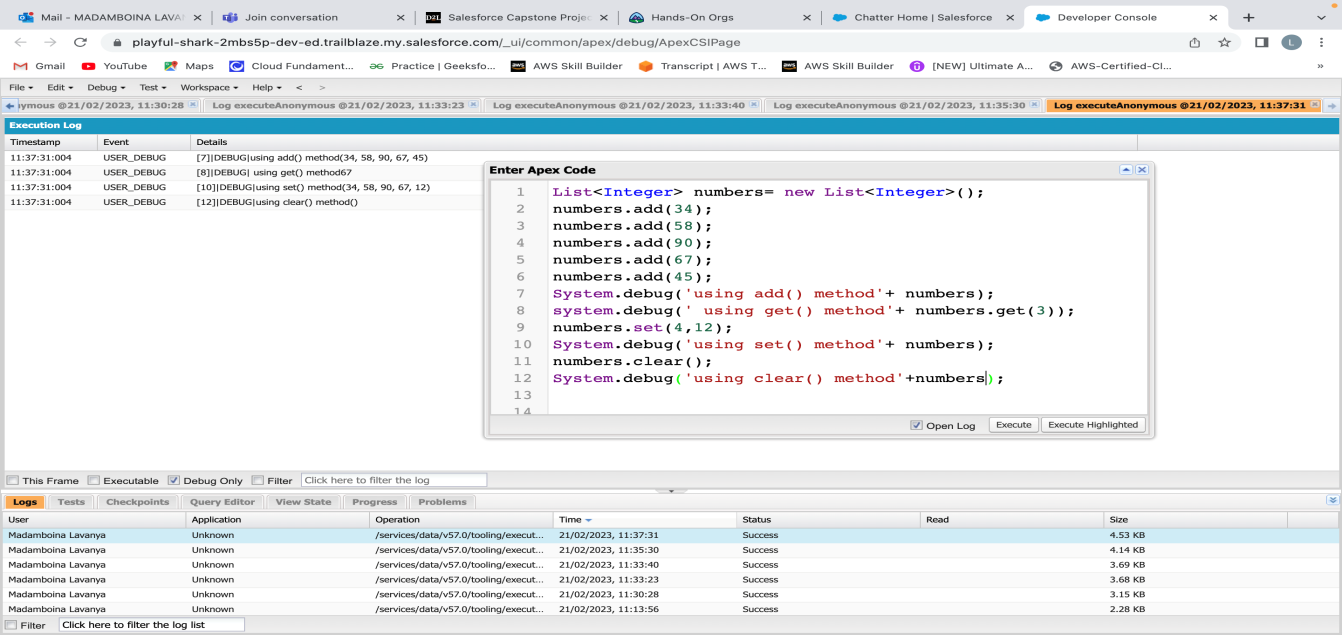 Mail - MADAMBOINA LAVA
Join conversation
D2L Salesforce Capstone Projec
Hands-On Orgs
Chatter Home | Salesforce
Developer Console
playful-shark-2mbs5p-dev-ed.trailblaze.my.salesforce.com/_ui/common/apex/debug/ApexCSIPage
L
Gmail YouTube Maps Cloud Fundament... Practice | Geeksfo... AWS Skill Builder Transcript | AWS T... AWS Skill Builder [NEW] Ultimate A... AWS-Certified-Cl... »
File Edit Debug Test Workspace Help < >
ymous @21/02/2023, 11:30:28 Log executeAnonymous @21/02/2023, 11:33:23 Log executeAnonymous @21/02/2023, 11:33:40 Log executeAnonymous @21/02/2023, 11:35:30 Log executeAnonymous @21/02/2023, 11:37:31
Execution Log
Timestamp Event Details
11:37:31:004 USER_DEBUG [7]|DEBUG|using add() method(34, 58, 90, 67, 45)
11:37:31:004 USER_DEBUG [8]|DEBUG| using get() method67
11:37:31:004 USER_DEBUG [10]|DEBUG|using set() method(34, 58, 90, 67, 12)
11:37:31:004 USER_DEBUG [12]|DEBUG|using clear() method()
Enter Apex Code
1 List<Integer> numbers= new List<Integer>();
2 numbers.add(34);
3 numbers.add(58);
4 numbers.add(90);
5 numbers.add(67);
6 numbers.add(45);
7 System.debug('using add() method'+ numbers);
8 system.debug(' using get() method'+ numbers.get(3));
9 numbers.set(4,12);
10 System.debug('using set() method'+ numbers);
11 numbers.clear();
12 System.debug('using clear() method'+numbers);
13
14
Open Log Execute Execute Highlighted
This Frame Executable Debug Only Filter Click here to filter the log
Logs Tests Checkpoints Query Editor View State Progress Problems
User Application Operation Time Status Read Size
Madamboina Lavanya Unknown /services/data/v57.0/tooling/execut... 21/02/2023, 11:37:31 Success 4.53 KB
Madamboina Lavanya Unknown /services/data/v57.0/tooling/execut... 21/02/2023, 11:35:30 Success 4.14 KB
Madamboina Lavanya Unknown /services/data/v57.0/tooling/execut... 21/02/2023, 11:33:40 Success 3.69 KB
Madamboina Lavanya Unknown /services/data/v57.0/tooling/execut... 21/02/2023, 11:33:23 Success 3.68 KB
Madamboina Lavanya Unknown /services/data/v57.0/tooling/execut... 21/02/2023, 11:30:28 Success 3.15 KB
Madamboina Lavanya Unknown /services/data/v57.0/tooling/execut... 21/02/2023, 11:13:56 Success 2.28 KB
Filter Click here to filter the log list